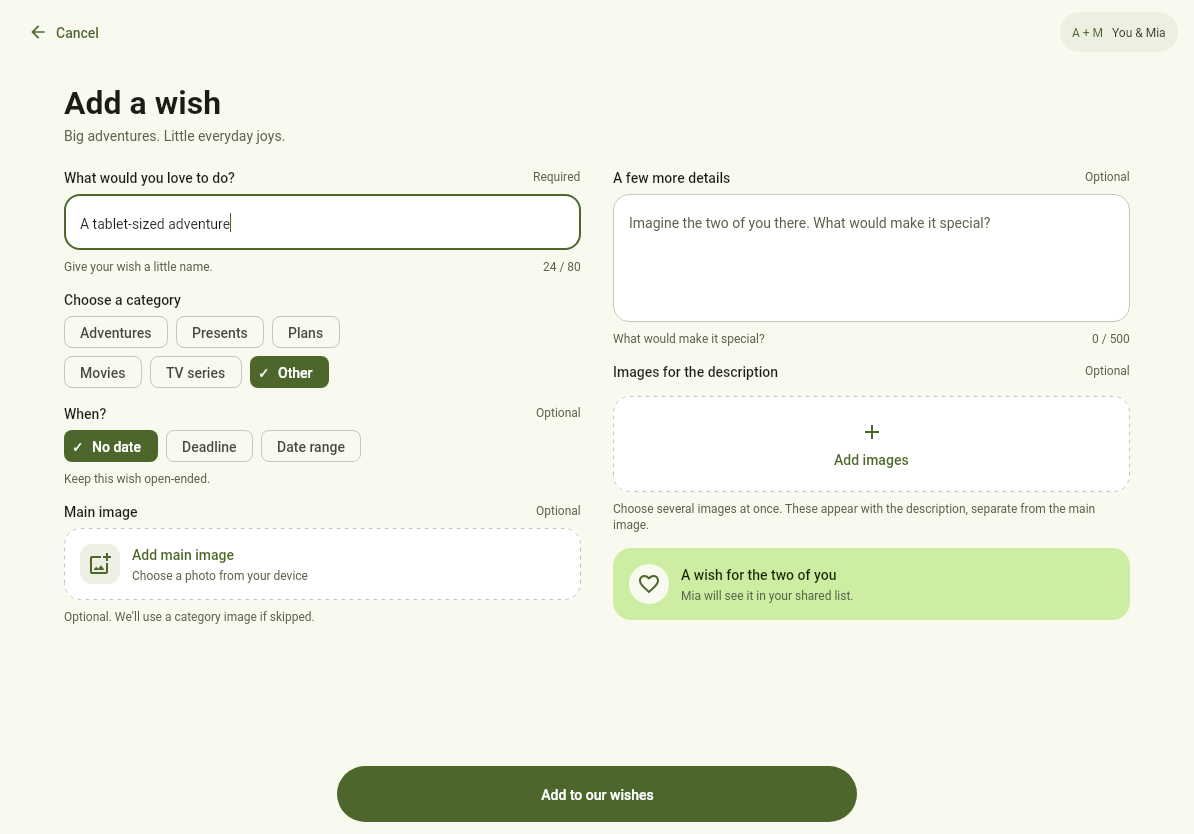 Cancel
A + M You & Mia
Add a wish
Big adventures. Little everyday joys.
What would you love to do? Required
A tablet-sized adventure
Give your wish a little name. 24 / 80
Choose a category
Adventures Presents Plans
Movies TV series ✓ Other
When? Optional
✓ No date Deadline Date range
Keep this wish open-ended.
Main image Optional
Add main image
Choose a photo from your device
Optional. We'll use a category image if skipped.
A few more details Optional
Imagine the two of you there. What would make it special?
What would make it special? 0 / 500
Images for the description Optional
Add images
Choose several images at once. These appear with the description, separate from the main
image.
A wish for the two of you
Mia will see it in your shared list.
Add to our wishes